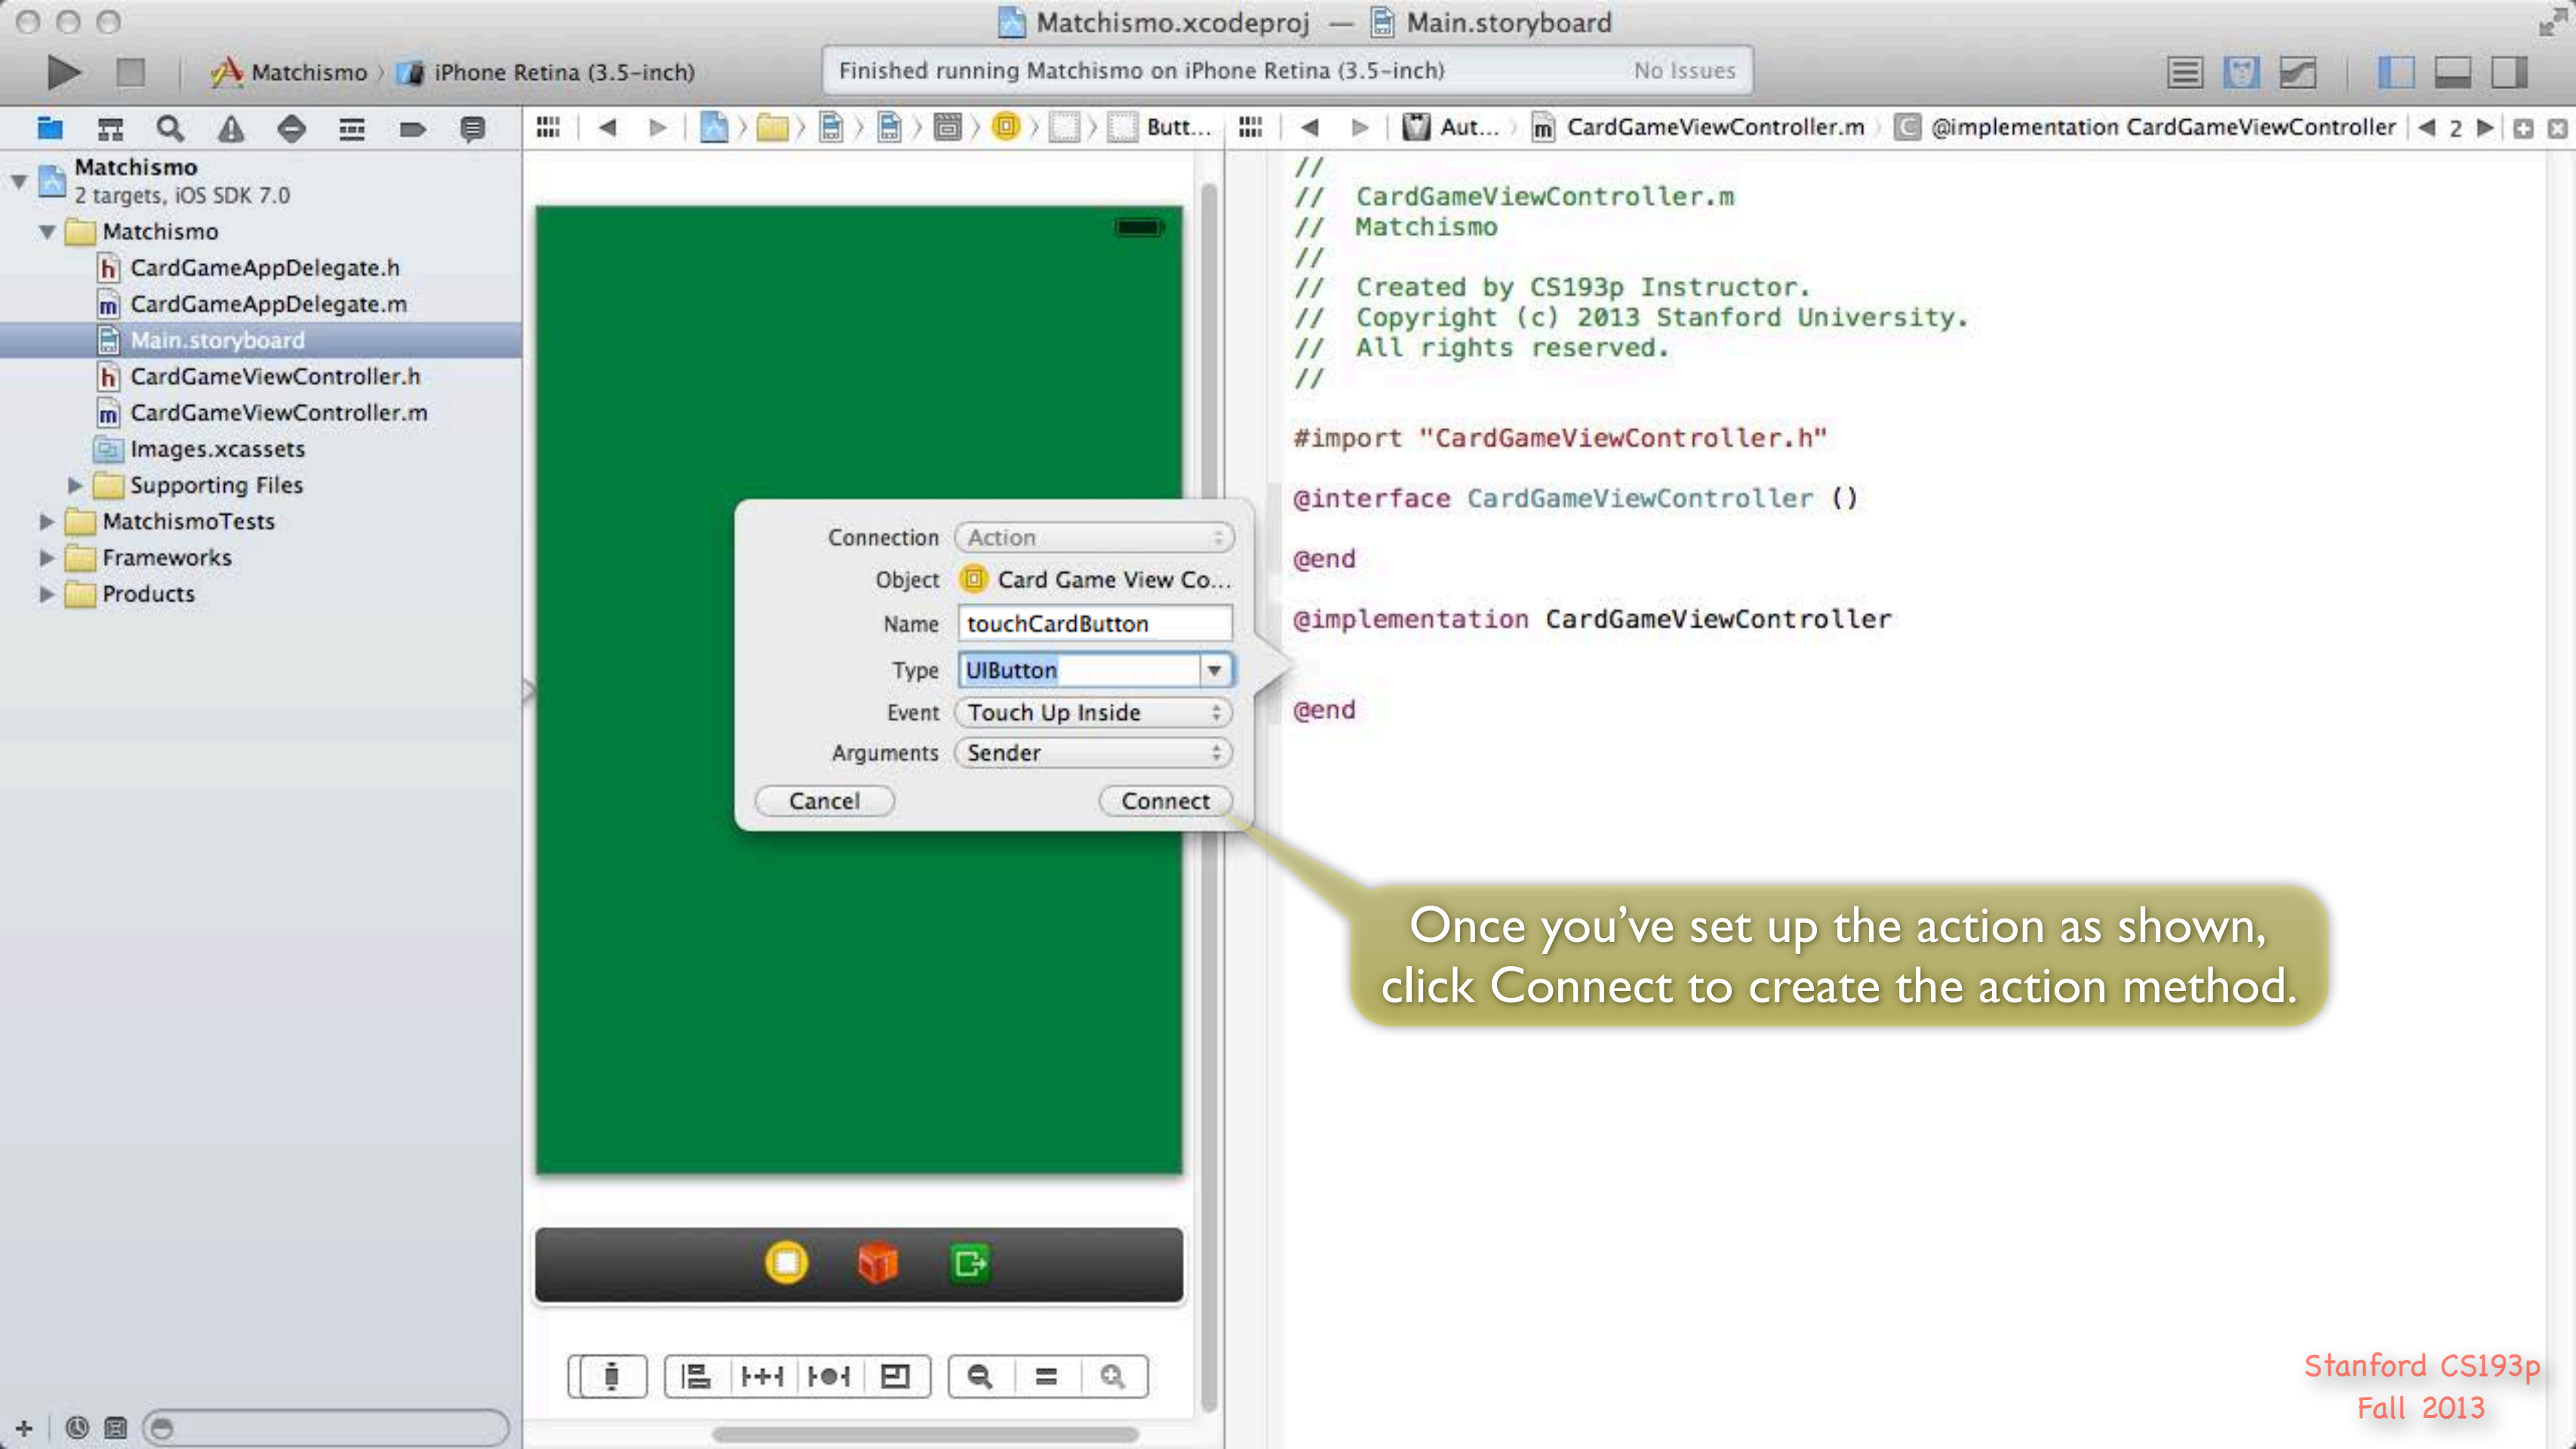 Matchismo.xcodeproj — Main.storyboard
Matchismo iPhone Retina (3.5-inch)
Finished running Matchismo on iPhone Retina (3.5-inch) No Issues
Butt...
Aut... m CardGameViewController.m C @implementation CardGameViewController 2
Matchismo
2 targets, iOS SDK 7.0
Matchismo
h CardGameAppDelegate.h
m CardGameAppDelegate.m
Main.storyboard
h CardGameViewController.h
m CardGameViewController.m
Images.xcassets
Supporting Files
MatchismoTests
Frameworks
Products
Connection Action
Object Card Game View Co...
Name touchCardButton
Type UIButton
Event Touch Up Inside
Arguments Sender
Cancel Connect
//
// CardGameViewController.m
// Matchismo
//
// Created by CS193p Instructor.
// Copyright (c) 2013 Stanford University.
// All rights reserved.
//
#import "CardGameViewController.h"
@interface CardGameViewController ()
@end
@implementation CardGameViewController
@end
Once you’ve set up the action as shown,
click Connect to create the action method.
Stanford CS193p
Fall 2013